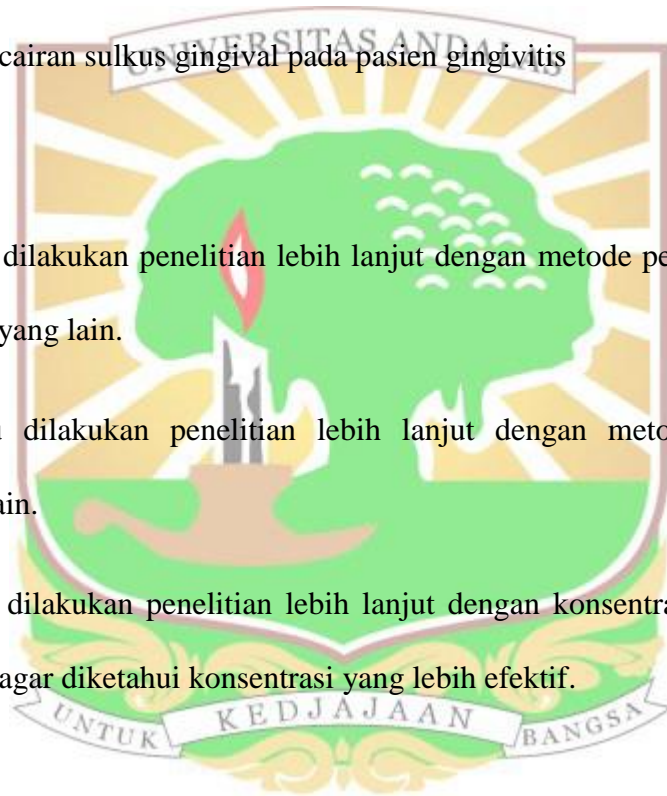 UNIVERSITAS ANDALAS
cairan sulkus gingival pada pasien gingivitis
dilakukan penelitian lebih lanjut dengan metode pe
yang lain.
dilakukan penelitian lebih lanjut dengan meto
ain.
dilakukan penelitian lebih lanjut dengan konsentra
agar diketahui konsentrasi yang lebih efektif.
UNTUK KEDJAJAAN BANGSA